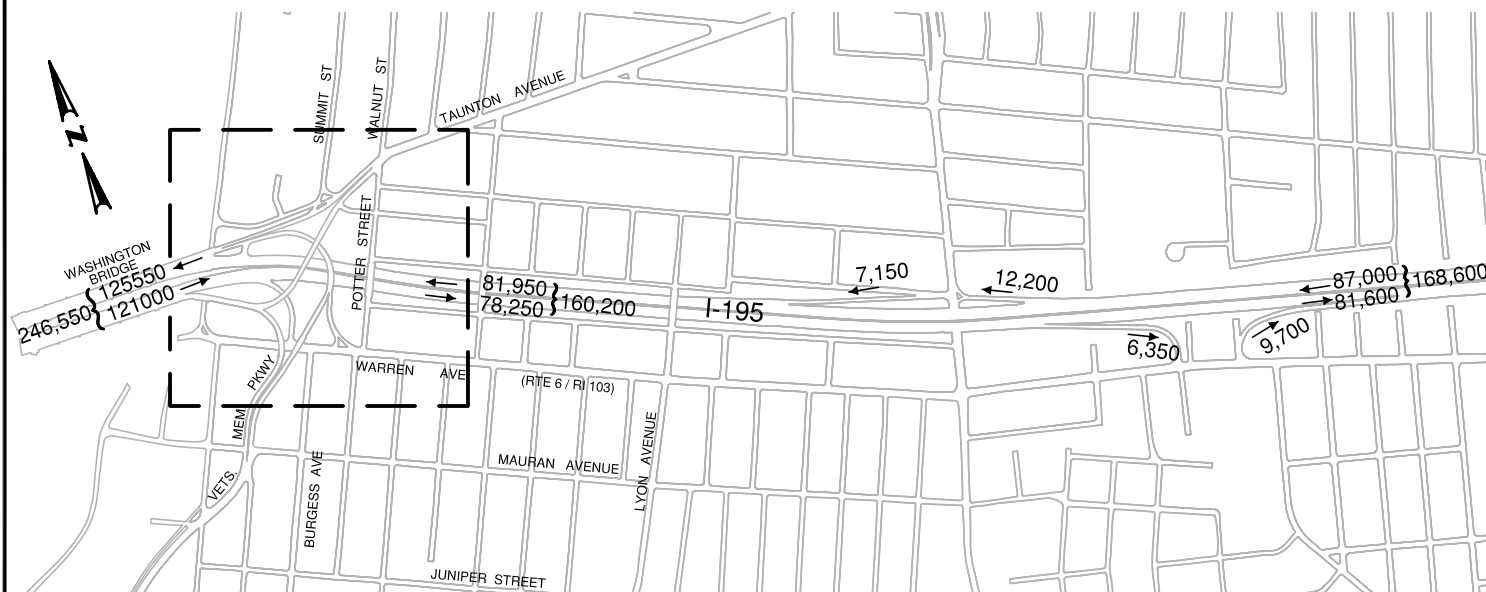 SUMMIT ST
WALNUT ST
TAUNTON AVENUE
N
WASHINGTON
BRIDGE
125550
121000
246,550
POTTER STREET
81,950
78,250
160,200
I-195
7,150
12,200
87,000
81,600
168,600
6,350
9,700
WARREN AVE
(RTE 6 / RI 103)
VETS. MEM PKWY
BURGESS AVE
MAURAN AVENUE
LYON AVENUE
JUNIPER STREET